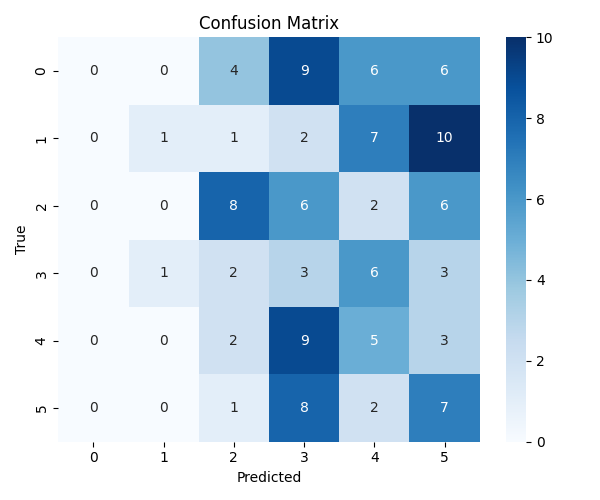 Confusion Matrix
0 0 0 4 9 6 6
1 0 1 1 2 7 10
2 0 0 8 6 2 6
3 0 1 2 3 6 3
4 0 0 2 9 5 3
5 0 0 1 8 2 7
0 1 2 3 4 5
Predicted
True
10
8
6
4
2
0